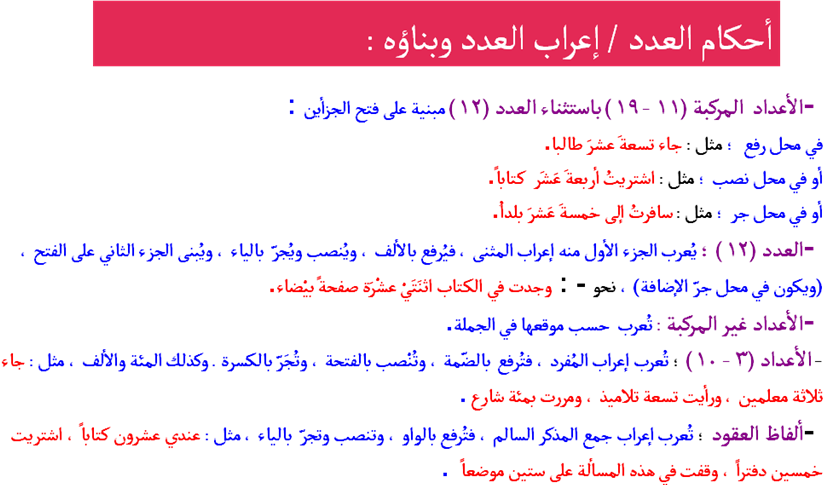 أحكام العدد / إعراب العدد وبناؤه :
-الأعداد المركبة (١١ - ١٩) باستثناء العدد (١٢) مبنية على فتح الجزأين :
في محل رفع ؛ مثل : جاء تسعةَ عشرَ طالبا.
أو في محل نصب ؛ مثل : اشتريتُ أربعةَ عَشَرَ كتاباً.
أو في محل جر ؛ مثل : سافرتُ إلى خمسةَ عَشرَ بلداً.
-العدد (١٢) ؛ يُعرب الجزء الأول منه إعراب المثنى ، فيُرفع بالألف ، ويُنصب ويُجرّ بالياء ، ويُبنى الجزء الثاني على الفتح ،
(ويكون في محل جرّ الإضافة) ، نحو - : وجدت في الكتاب اثنَتَيْ عشْرَة صفحةً بيْضاء.
-الأعداد غير المركبة : تُعرب حسب موقعها في الجملة.
-الأعداد (٣ - ١٠) ؛ تُعرب إعراب المُفرد ، فتُرفع بالضّمة ، وتُنْصب بالفتحة ، وتُجَرّ بالكسرة . وكذلك المئة والألف ، مثل : جاء
ثلاثة معلمين ، ورأيت تسعة تلاميذ ، ومررت بمئة شارع .
-ألفاظ العقود ؛ تُعرب إعراب جمع المذكر السالم ، فتُرفع بالواو ، وتنصب وتجرّ بالياء ، مثل : عندي عشرون كتاباً ، اشتريت
خمسين دفتراً ، وقفت في هذه المسألة على ستين موضعاً .